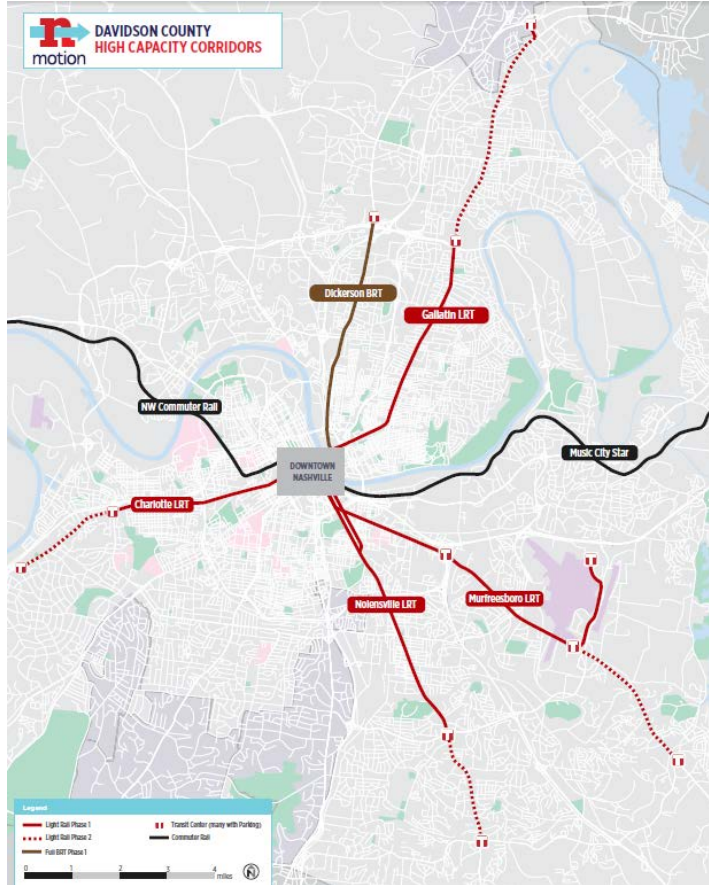 n
motion
DAVIDSON COUNTY
HIGH CAPACITY CORRIDORS
Dickerson BRT
Gallatin LRT
NW Commuter Rail
Music City Star
DOWNTOWN
NASHVILLE
Charlotte LRT
Nolensville LRT
Murfreesboro LRT
Legend
Light Rail Phase 1
Transit Center (many with Parking)
Light Rail Phase 2
Commuter Rail
Full BRT Phase 1
0 1 2 3 4
miles
N